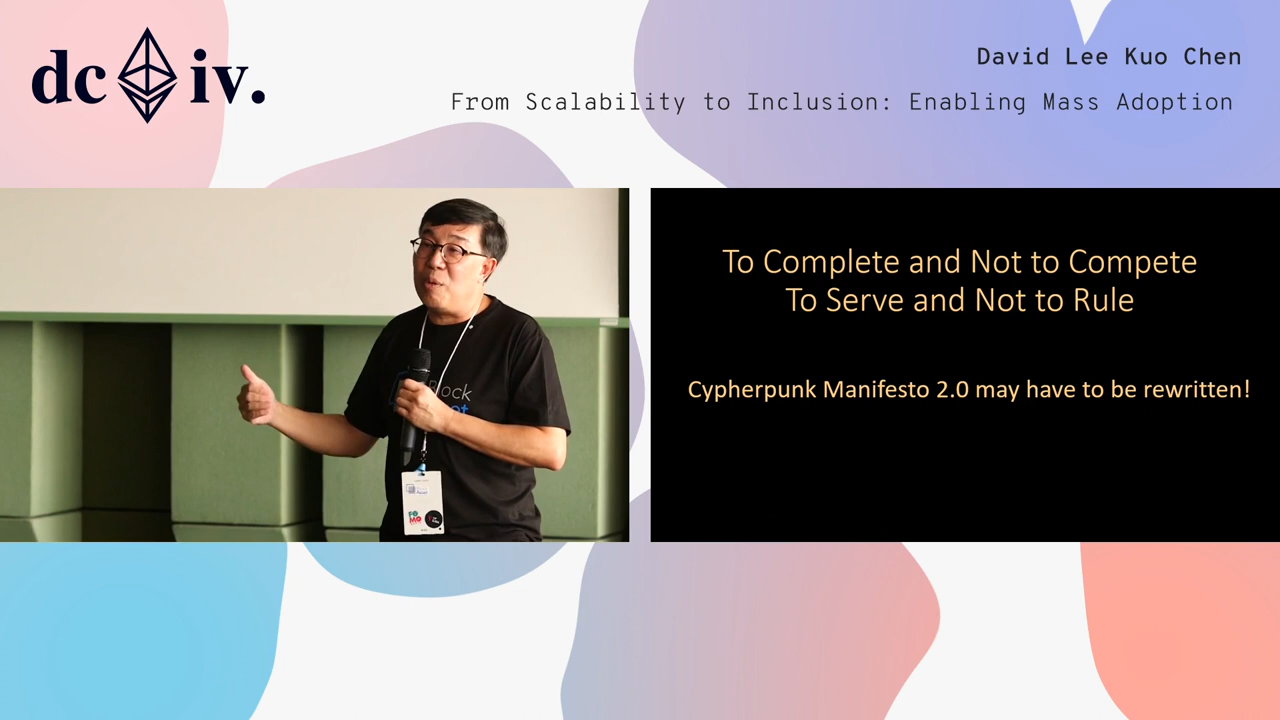 dc iv.
David Lee Kuo Chen
From Scalability to Inclusion: Enabling Mass Adoption
To Complete and Not to Compete
To Serve and Not to Rule
Cypherpunk Manifesto 2.0 may have to be rewritten!
FOMO